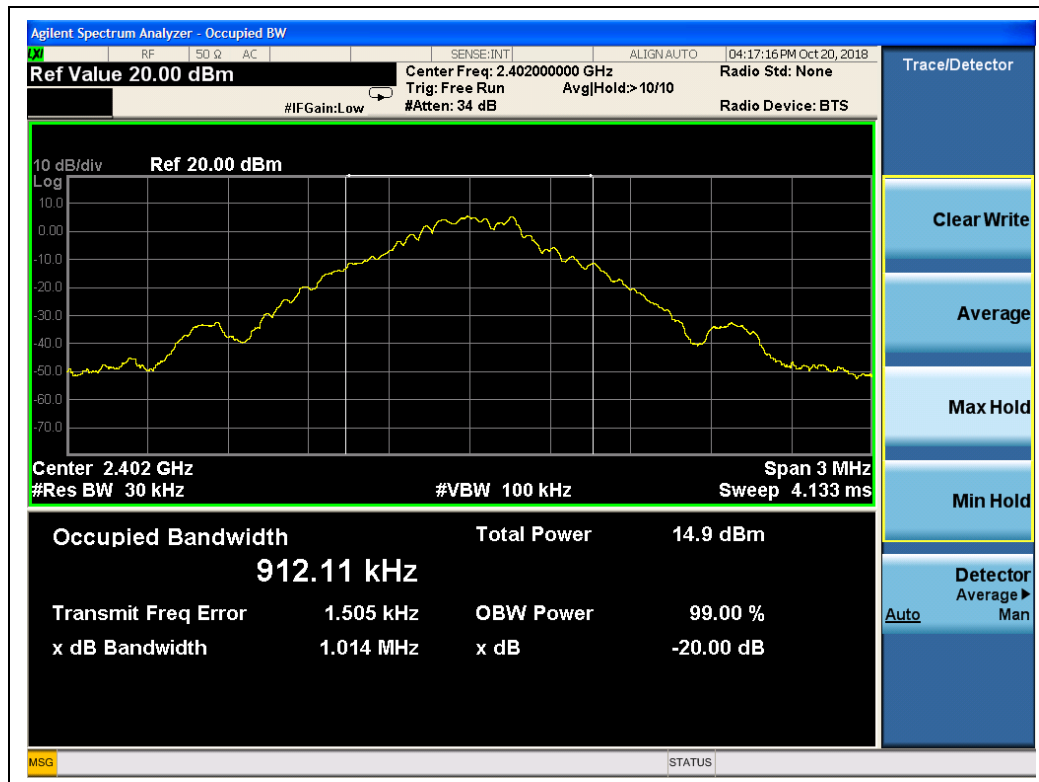 Agilent Spectrum Analyzer - Occupied BW
LXI RF 50 Ω AC SENSE:INT ALIGN AUTO 04:17:16 PM Oct 20, 2018
Ref Value 20.00 dBm Center Freq: 2.402000000 GHz Radio Std: None
Trig: Free Run Avg|Hold:> 10/10
#IFGain:Low #Atten: 34 dB Radio Device: BTS
Trace/Detector
10 dB/div Ref 20.00 dBm
Log
10.0
0.00
-10.0
-20.0
-30.0
-40.0
-50.0
-60.0
-70.0
Center 2.402 GHz Span 3 MHz
#Res BW 30 kHz #VBW 100 kHz Sweep 4.133 ms
Occupied Bandwidth Total Power 14.9 dBm
912.11 kHz
Transmit Freq Error 1.505 kHz OBW Power 99.00 %
x dB Bandwidth 1.014 MHz x dB -20.00 dB
Clear Write
Average
Max Hold
Min Hold
Detector
Average ▶
Auto Man
MSG STATUS